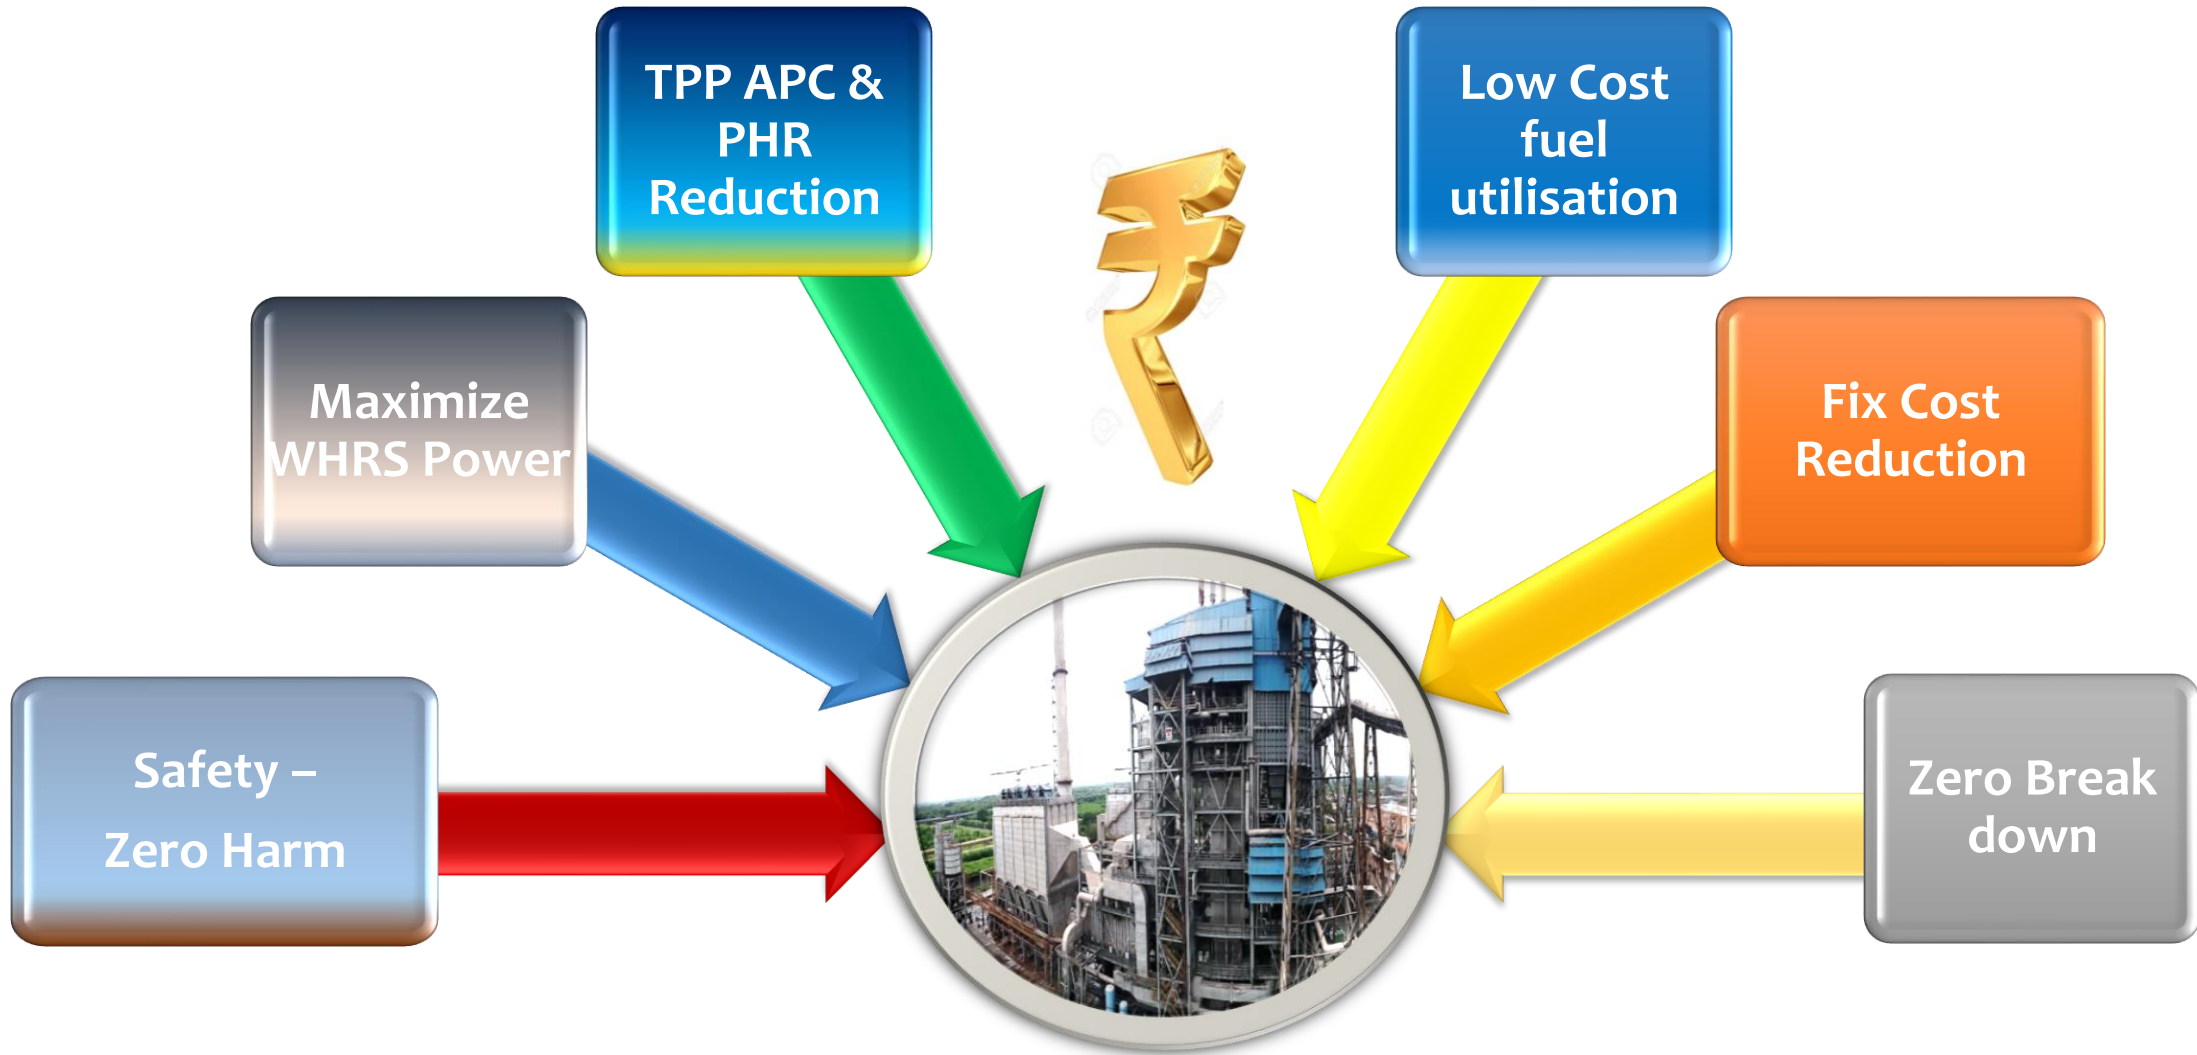 TPP APC &
PHR
Reduction
Low Cost
fuel
utilisation
Maximize
WHRS Power
Fix Cost
Reduction
Safety –
Zero Harm
Zero Break
down